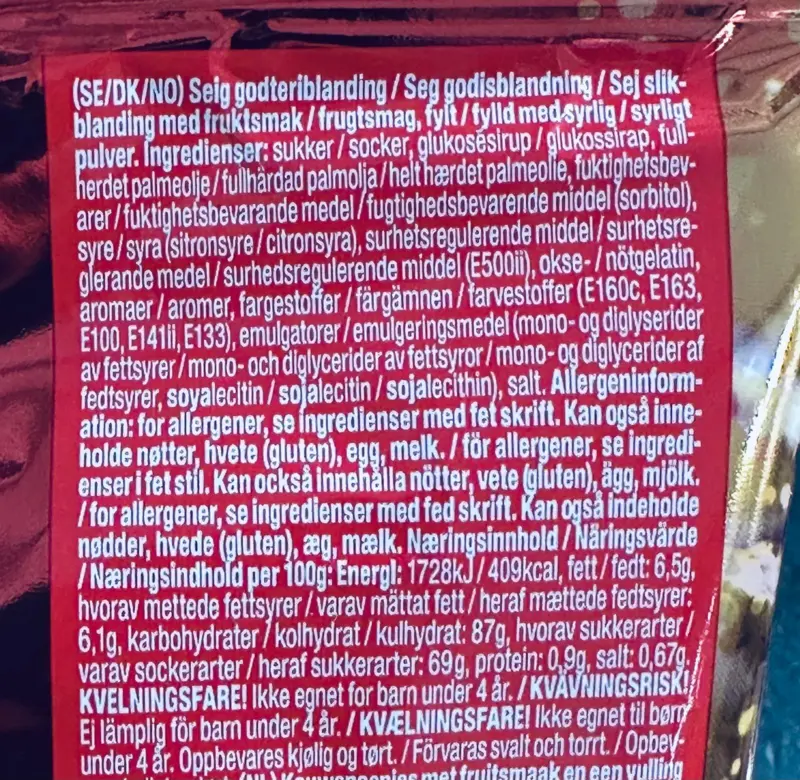 (SE/DK/NO) Seig godteriblanding / Seg godisblandning / Sej slik-
blanding med fruktsmak / frugtsmag, fylt / fylld med syrlig / syrligt
pulver. Ingredienser: sukker / socker, glukosesirup / glukossirap, full-
herdet palmeolje / fullhärdad palmolja / helt hærdet palmeolie, fuktighetsbev-
arer / fuktighetsbevarande medel / fugtighedsbevarende middel (sorbitol),
syre / syra (sitronsyre / citronsyra), surhetsregulerende middel / surhetsre-
glerande medel / surhedsregulerende middel (E500ii), okse- / nötgelatin,
aromaer / aromer, fargestoffer / färgämnen / farvestoffer (E160c, E163,
E100, E141ii, E133), emulgatorer / emulgeringsmedel (mono- og diglyserider
av fettsyrer / mono- och diglycerider av fettsyror / mono- og diglycerider af
fedtsyrer, soyalecitin / sojalecitin / sojalecithin), salt. Allergeninform-
ation: for allergener, se ingredienser med fet skrift. Kan også inne-
holde nøtter, hvete (gluten), egg, melk. / för allergener, se ingredi-
enser i fet stil. Kan också innehålla nötter, vete (gluten), ägg, mjölk.
/ for allergener, se ingredienser med fed skrift. Kan også indeholde
nødder, hvede (gluten), æg, mælk. Næringsinnhold / Näringsvärde
/ Næringsindhold per 100g: Energi: 1728kJ / 409kcal, fett / fedt: 6,5g,
hvorav mettede fettsyrer / varav mättat fett / heraf mættede fedtsyrer:
6,1g, karbohydrater / kolhydrat / kulhydrat: 87g, hvorav sukkerarter /
varav sockerarter / heraf sukkerarter: 69g, protein: 0,9g, salt: 0,67g.
KVELNINGSFARE! Ikke egnet for barn under 4 år. / KVÄVNINGSRISK!
Ej lämplig för barn under 4 år. / KVÆLNINGSFARE! Ikke egnet til børn
under 4 år. Oppbevares kjølig og tørt. / Förvaras svalt och torrt. / Opbev-
(NL) met fruitsmaak en een vulling